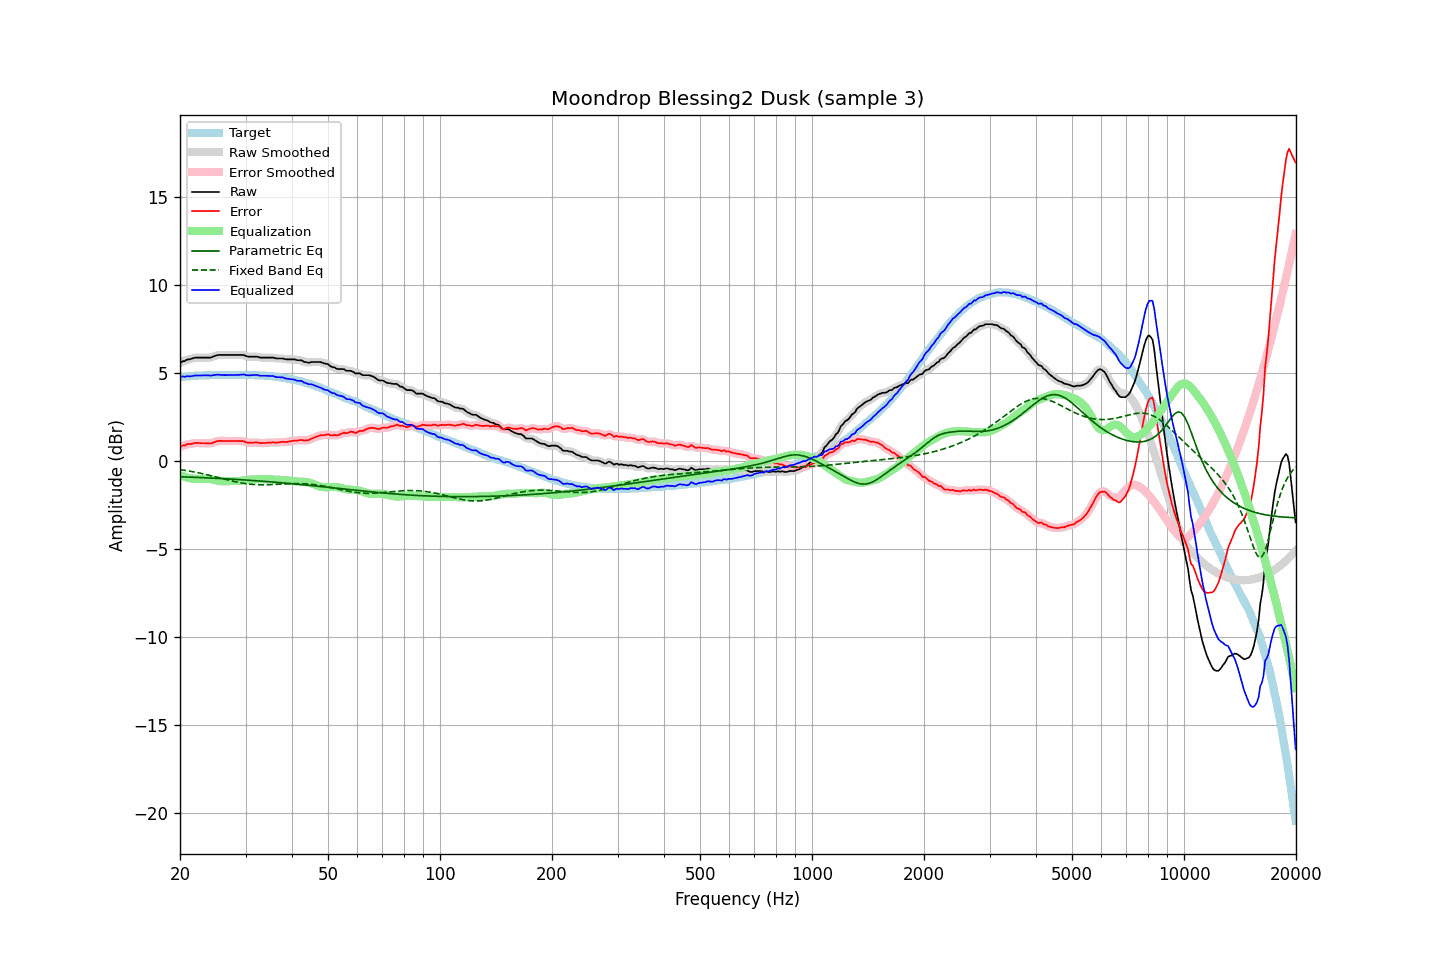 Moondrop Blessing2 Dusk (sample 3)
Target
Raw Smoothed
Error Smoothed
Raw
Error
Equalization
Parametric Eq
Fixed Band Eq
Equalized
Amplitude (dBr)
15
10
5
0
−5
−10
−15
−20
20
50
100
200
500
1000
2000
5000
10000
20000
Frequency (Hz)